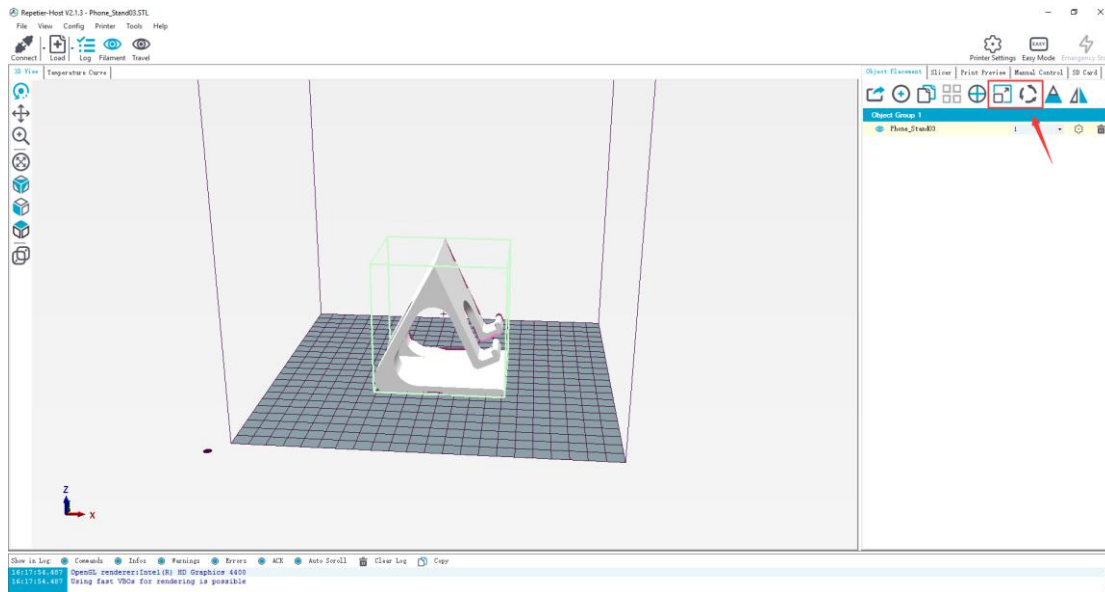 Repetier-Host V2.1.3 - Phone_Stand03.STL
File View Config Printer Tools Help
Connect Load Log Filament Travel
Printer Settings Easy Mode Emergency St
3D View Temperature Curve
Object Placement Slicer Print Preview Manual Control SD Card
EASY
Object Group 1
Phone_Stand03 1
Z
X
Show in Log: Commands Infos Warnings Errors ACK Auto Scroll Clear Log Copy
16:17:54.487 OpenGL renderer:Intel(R) HD Graphics 4400
16:17:54.487 Using fast VBOs for rendering is possible